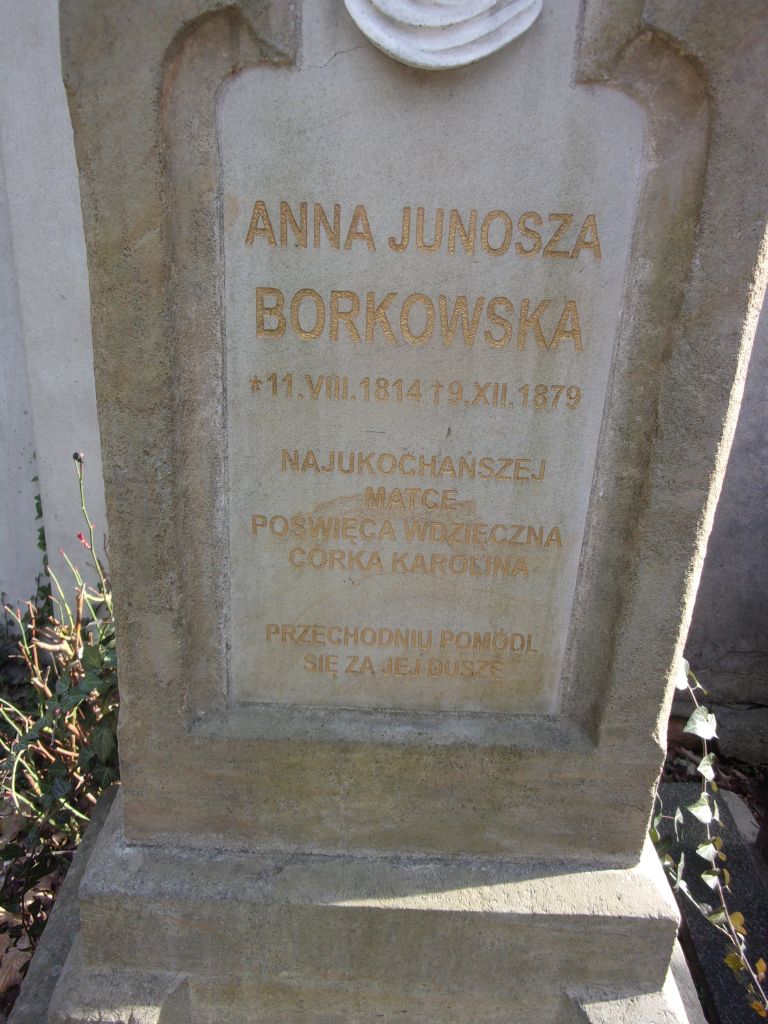 ANNA JUNOSZA
BORKOWSKA
* 11.VIII.1814 † 9.XII.1879
NAJUKOCHAŃSZEJ
MATCE
POŚWIĘCA WDZIĘCZNA
CÓRKA KAROLINA
PRZECHODNIU POMÓDL
SIĘ ZA JEJ DUSZĘ